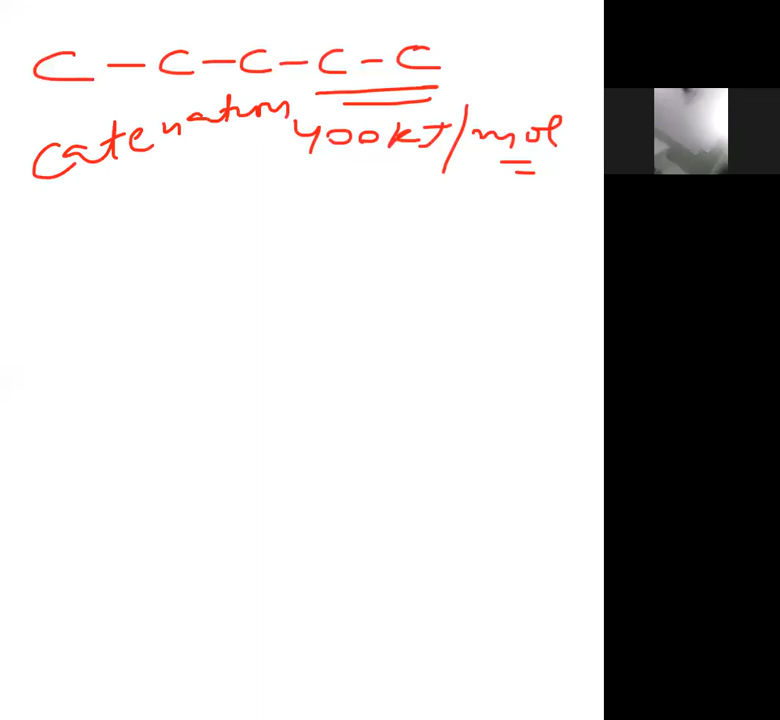 C – C – C – C – C
Catenation 400kJ/mol